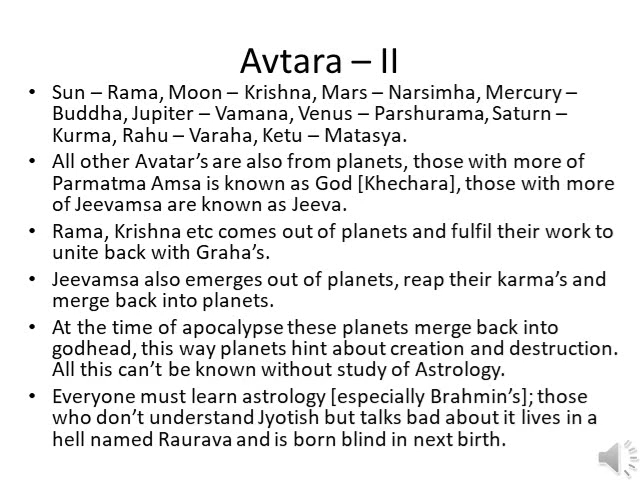 Avtara – II
• Sun – Rama, Moon – Krishna, Mars – Narsimha, Mercury –
Buddha, Jupiter – Vamana, Venus – Parshurama, Saturn –
Kurma, Rahu – Varaha, Ketu – Matasya.
• All other Avatar’s are also from planets, those with more of
Parmatma Amsa is known as God [Khechara], those with more
of Jeevamsa are known as Jeeva.
• Rama, Krishna etc comes out of planets and fulfil their work to
unite back with Graha’s.
• Jeevamsa also emerges out of planets, reap their karma’s and
merge back into planets.
• At the time of apocalypse these planets merge back into
godhead, this way planets hint about creation and destruction.
All this can’t be known without study of Astrology.
• Everyone must learn astrology [especially Brahmin’s]; those
who don’t understand Jyotish but talks bad about it lives in a
hell named Raurava and is born blind in next birth.